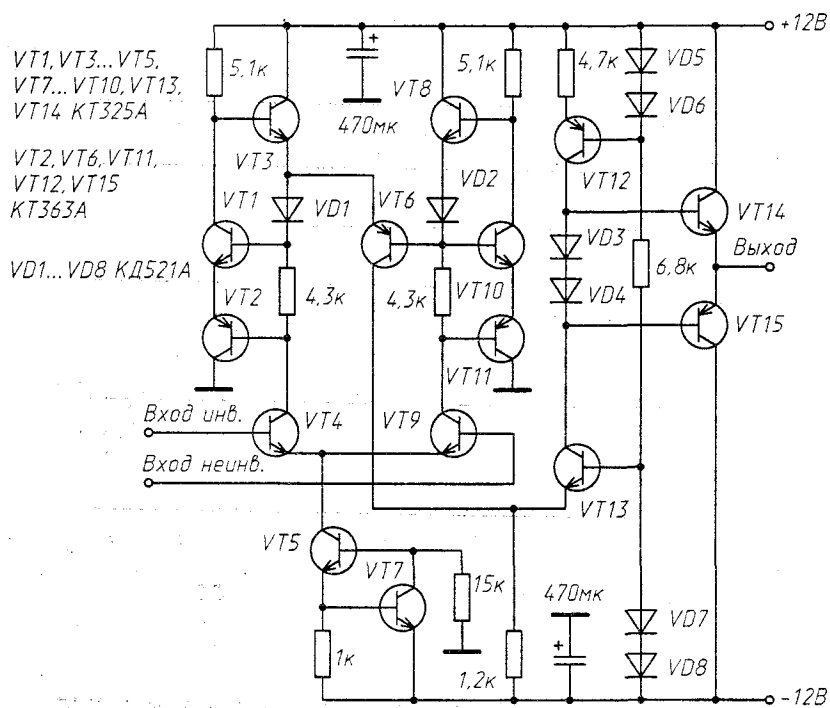 +12В
VT1,VT3...VT5,
VT7...VT10,VT13,
VT14 КТ325А
VT2,VT6,VT11,
VT12,VT15
КТ363А
VD1...VD8 КД521А
5,1к
470мк
VT8
5,1к
4,7к
VD5
VD6
VT3
VT12
VT1
VD1
VT6
VD2
VD3
VT14
Выход
VT2
4,3к
4,3к
VT10
VD4
6,8к
VT15
VT11
Вход инв.
VT4
VT9
Вход неинв.
VT13
VT5
VT7
15к
470мк
+
+
VD7
1к
1,2к
VD8
-12В